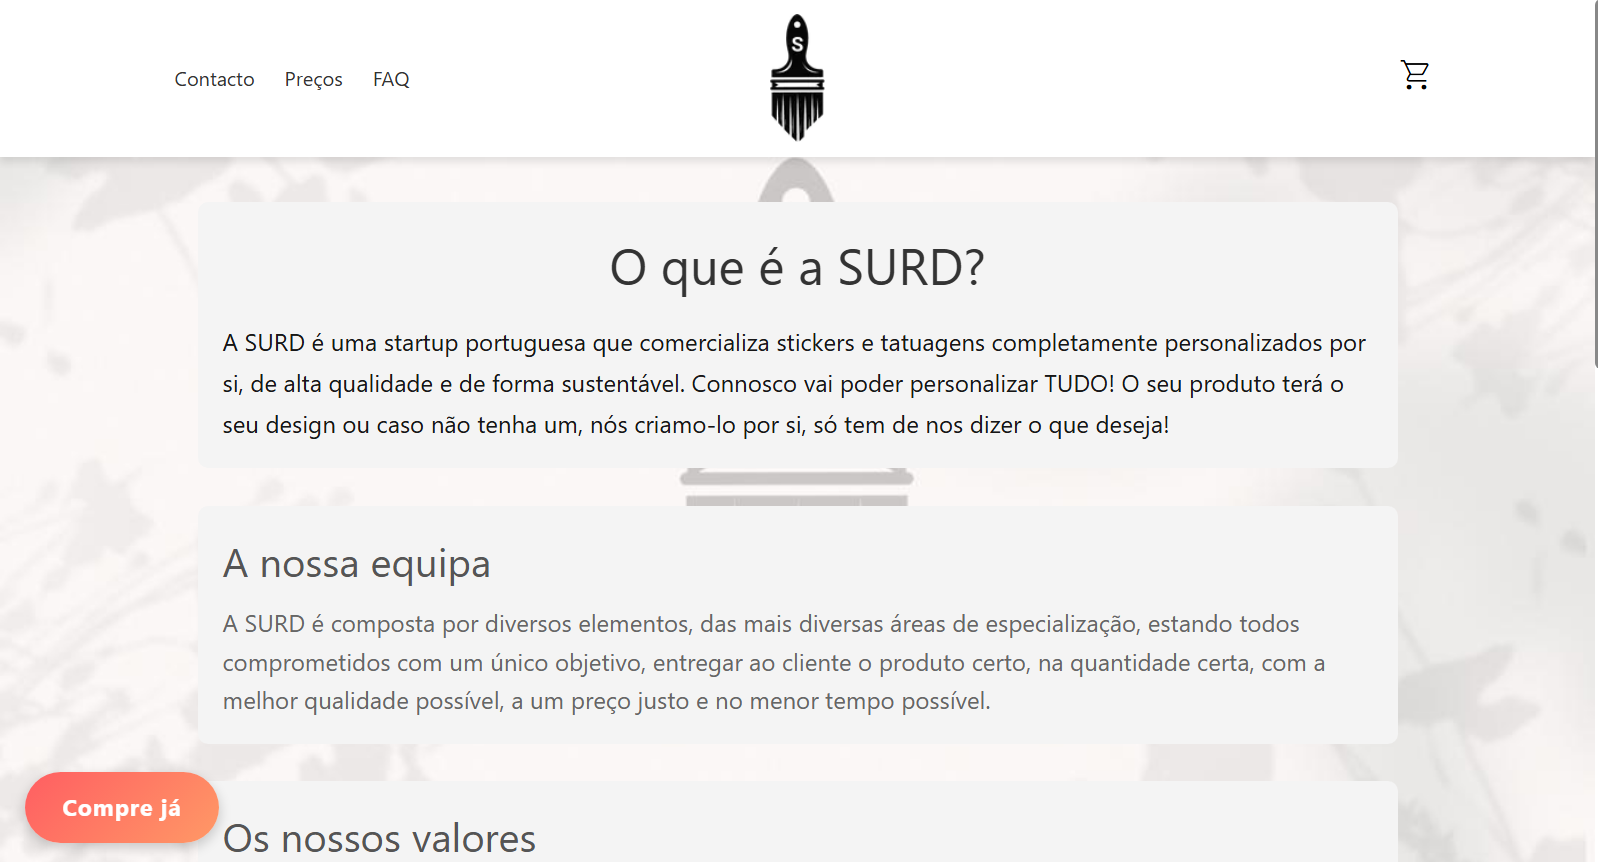 Contacto Preços FAQ
S
O que é a SURD?
A SURD é uma startup portuguesa que comercializa stickers e tatuagens completamente personalizados por
si, de alta qualidade e de forma sustentável. Connosco vai poder personalizar TUDO! O seu produto terá o
seu design ou caso não tenha um, nós criamo-lo por si, só tem de nos dizer o que deseja!
A nossa equipa
A SURD é composta por diversos elementos, das mais diversas áreas de especialização, estando todos
comprometidos com um único objetivo, entregar ao cliente o produto certo, na quantidade certa, com a
melhor qualidade possível, a um preço justo e no menor tempo possível.
Compre já
Os nossos valores